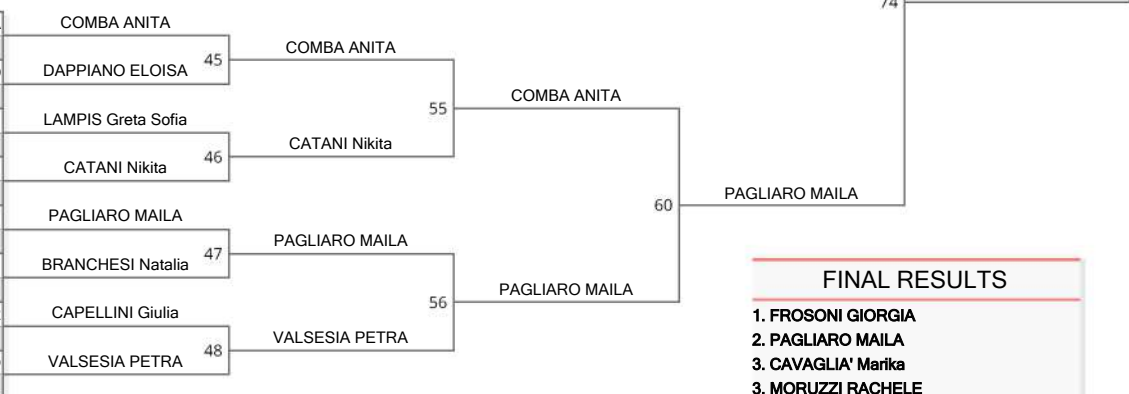 74
COMBA ANITA
45
DAPPIANO ELOISA
COMBA ANITA
55
LAMPIS Greta Sofia
46
CATANI Nikita
CATANI Nikita
COMBA ANITA
60
PAGLIARO MAILA
47
BRANCHESI Natalia
PAGLIARO MAILA
56
CAPELLINI Giulia
48
VALSESIA PETRA
VALSESIA PETRA
PAGLIARO MAILA
PAGLIARO MAILA
FINAL RESULTS
1. FROSONI GIORGIA
2. PAGLIARO MAILA
3. CAVAGLIA' Marika
3. MORUZZI RACHELE